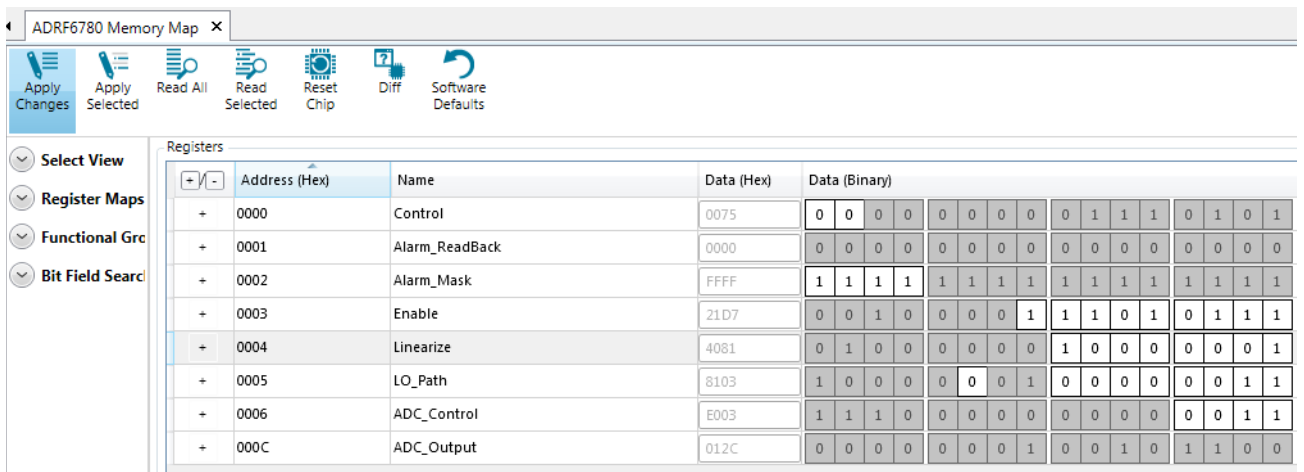 ADRF6780 Memory Map X
Apply Changes
Apply Selected
Read All
Read Selected
Reset Chip
Diff
Software Defaults
Select View
Register Maps
Functional Gro
Bit Field Searcl
Registers
+/- Address (Hex) Name Data (Hex) Data (Binary)
+ 0000 Control 0075 0 0 0 0 0 0 0 0 0 1 1 1 0 1 0 1
+ 0001 Alarm_ReadBack 0000 0 0 0 0 0 0 0 0 0 0 0 0 0 0 0 0
+ 0002 Alarm_Mask FFFF 1 1 1 1 1 1 1 1 1 1 1 1 1 1 1 1
+ 0003 Enable 21D7 0 0 1 0 0 0 0 1 1 1 0 1 0 1 1 1
+ 0004 Linearize 4081 0 1 0 0 0 0 0 0 1 0 0 0 0 0 0 1
+ 0005 LO_Path 8103 1 0 0 0 0 0 0 1 0 0 0 0 0 0 1 1
+ 0006 ADC_Control E003 1 1 1 0 0 0 0 0 0 0 0 0 0 0 1 1
+ 000C ADC_Output 012C 0 0 0 0 0 0 0 1 0 0 1 0 1 1 0 0